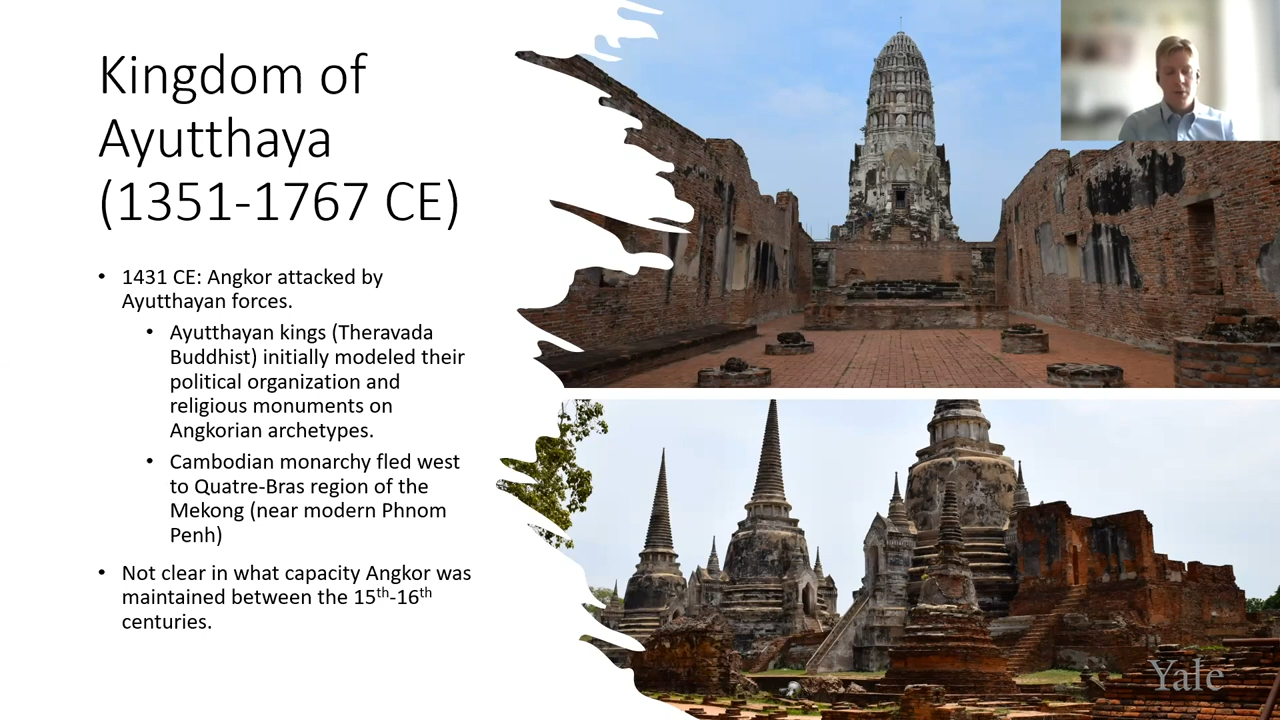 Kingdom of
Ayutthaya
(1351-1767 CE)
• 1431 CE: Angkor attacked by
Ayutthayan forces.
• Ayutthayan kings (Theravada
Buddhist) initially modeled their
political organization and
religious monuments on
Angkorian archetypes.
• Cambodian monarchy fled west
to Quatre-Bras region of the
Mekong (near modern Phnom
Penh)
• Not clear in what capacity Angkor was
maintained between the 15th-16th
centuries.
Yale